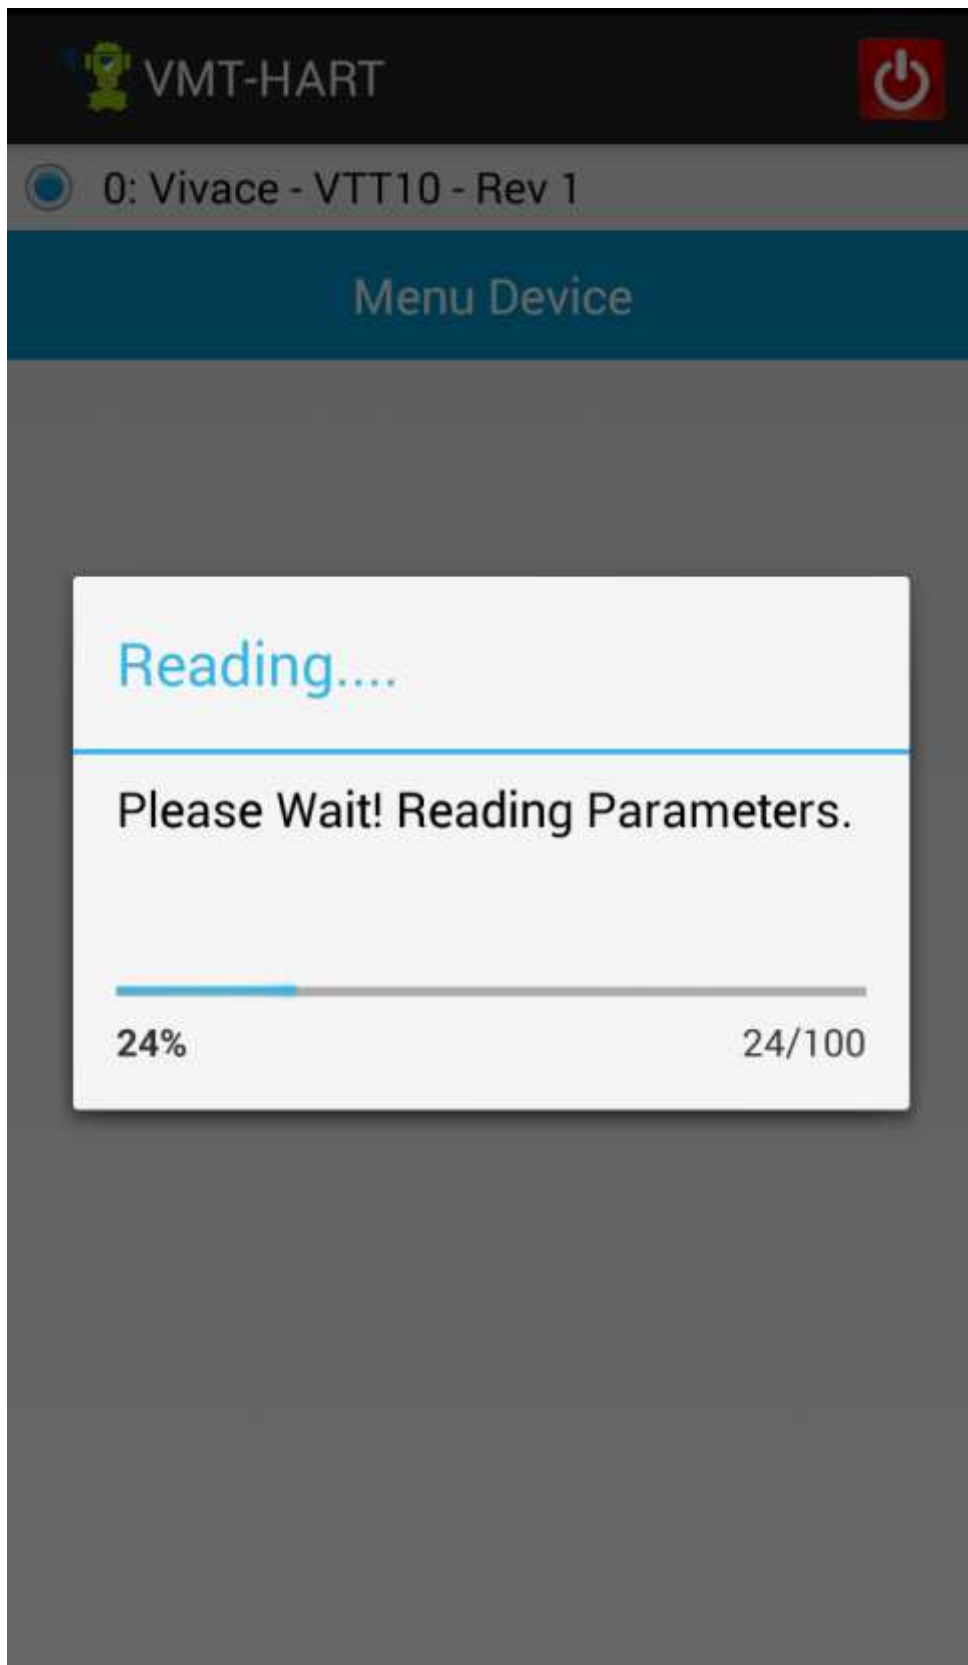 VMT-HART
0: Vivace - VTT10 - Rev 1
Menu Device
Reading....
Please Wait! Reading Parameters.
24%
24/100